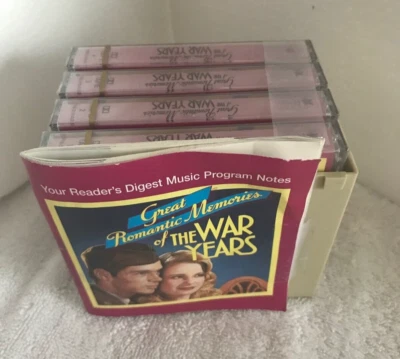 WAR YEARS
WAR YEARS
WAR YEARS
WAR YEARS
Your Reader's Digest Music Program Notes
Great
Romantic Memories
of THE WAR
YEARS